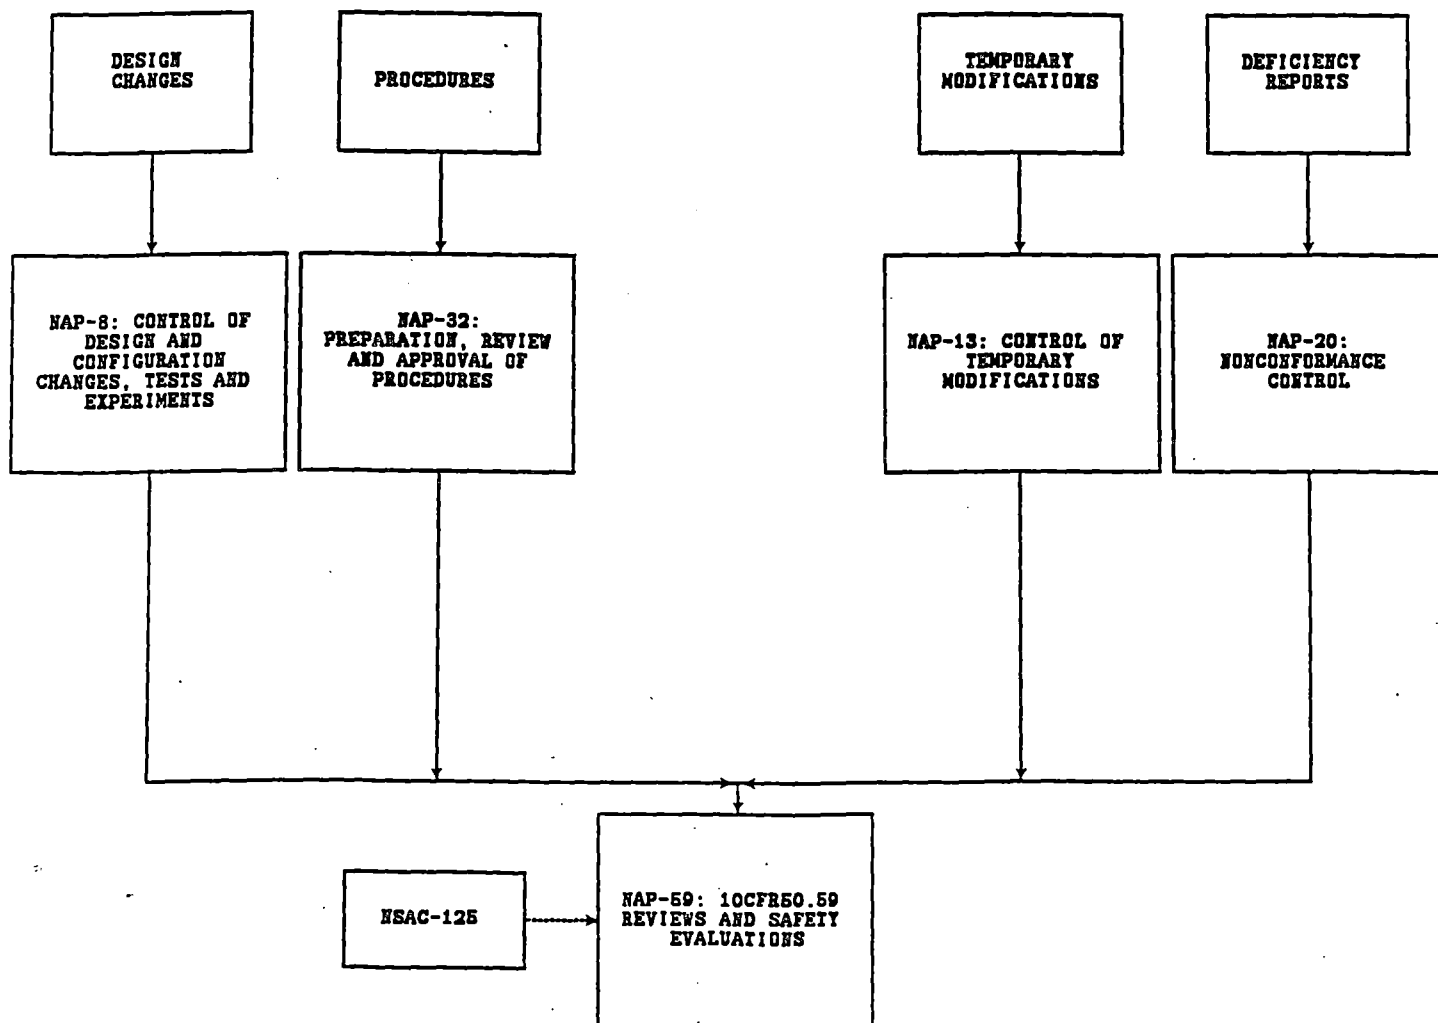 DESIGN
CHANGES
PROCEDURES
TEMPORARY
MODIFICATIONS
DEFICIENCY
REPORTS
NAP-8: CONTROL OF
DESIGN AND
CONFIGURATION
CHANGES, TESTS AND
EXPERIMENTS
NAP-32:
PREPARATION, REVIEW
AND APPROVAL OF
PROCEDURES
NAP-13: CONTROL OF
TEMPORARY
MODIFICATIONS
NAP-20:
NONCONFORMANCE
CONTROL
NSAC-125
NAP-59: 10CFR50.59
REVIEWS AND SAFETY
EVALUATIONS